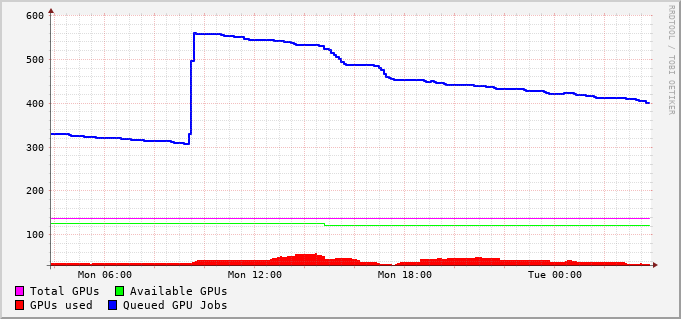 600
500
400
300
200
100
Mon 06:00 Mon 12:00 Mon 18:00 Tue 00:00
Total GPUs Available GPUs
GPUs used Queued GPU Jobs
RRDTOOL / TOBI OETIKER